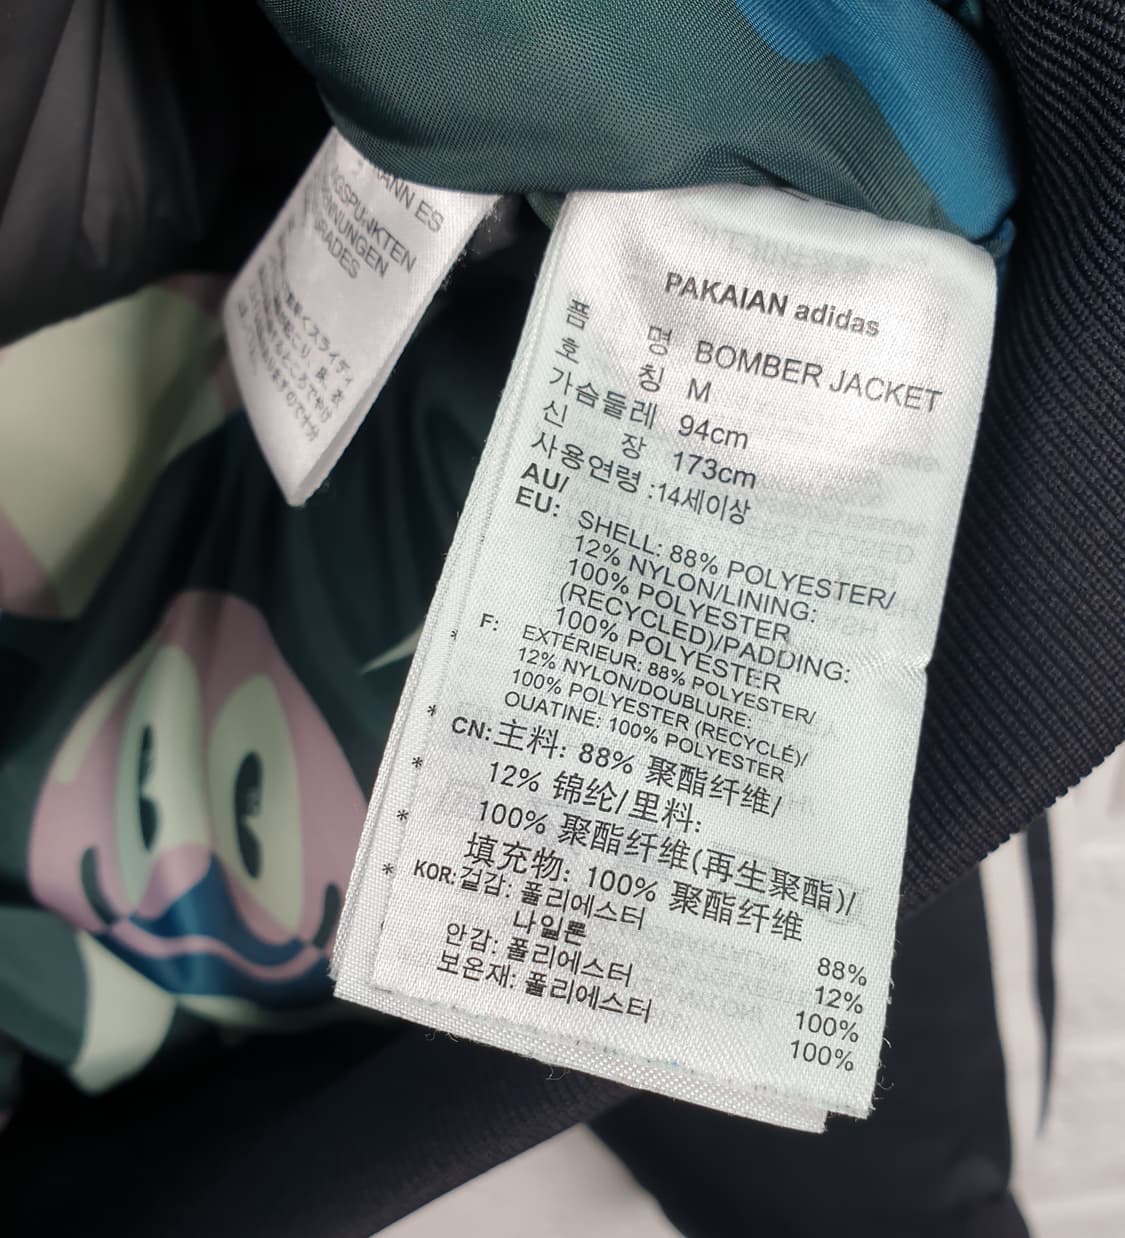 ANN ES
GSPUNKTEN
NNUNGEN
GRADES
PAKAIAN adidas
품 명 BOMBER JACKET
호 칭 M
가슴둘레 94cm
신 장 173cm
사용연령 :14세이상
AU/
EU: SHELL: 88% POLYESTER/
12% NYLON/LINING:
100% POLYESTER
(RECYCLED)/PADDING:
100% POLYESTER
F: EXTÉRIEUR: 88% POLYESTER/
12% NYLON/DOUBLURE:
100% POLYESTER (RECYCLÉ)/
OUATINE: 100% POLYESTER
CN: 主料: 88% 聚酯纤维/
12% 锦纶/里料:
100% 聚酯纤维(再生聚酯)/
填充物: 100% 聚酯纤维
KOR: 겉감: 폴리에스터 88%
나일론 12%
안감: 폴리에스터 100%
보온재: 폴리에스터 100%